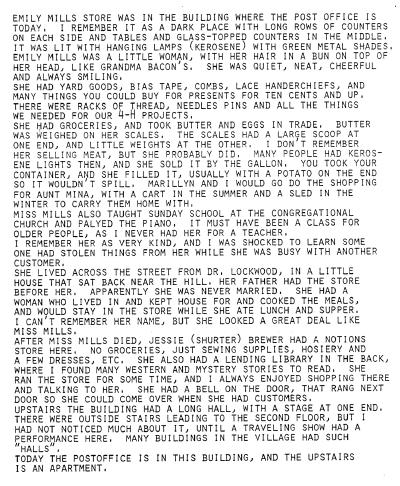 EMILY MILLS STORE WAS IN THE BUILDING WHERE THE POST OFFICE IS
TODAY. I REMEMBER IT AS A DARK PLACE WITH LONG ROWS OF COUNTERS
ON EACH SIDE AND TABLES AND GLASS-TOPPED COUNTERS IN THE MIDDLE.
IT WAS LIT WITH HANGING LAMPS (KEROSENE) WITH GREEN METAL SHADES.
EMILY MILLS WAS A LITTLE WOMAN, WITH HER HAIR IN A BUN ON TOP OF
HER HEAD, LIKE GRANDMA BACON'S. SHE WAS QUIET, NEAT, CHEERFUL
AND ALWAYS SMILING.
SHE HAD YARD GOODS, BIAS TAPE, COMBS, LACE HANDERCHIEFS, AND
MANY THINGS YOU COULD BUY FOR PRESENTS FOR TEN CENTS AND UP.
THERE WERE RACKS OF THREAD, NEEDLES PINS AND ALL THE THINGS
WE NEEDED FOR OUR 4-H PROJECTS.
SHE HAD GROCERIES, AND TOOK BUTTER AND EGGS IN TRADE. BUTTER
WAS WEIGHED ON HER SCALES. THE SCALES HAD A LARGE SCOOP AT
ONE END, AND LITTLE WEIGHTS AT THE OTHER. I DON'T REMEMBER
HER SELLING MEAT, BUT SHE PROBABLY DID. MANY PEOPLE HAD KEROS-
ENE LIGHTS THEN, AND SHE SOLD IT BY THE GALLON. YOU TOOK YOUR
CONTAINER, AND SHE FILLED IT, USUALLY WITH A POTATO ON THE END
SO IT WOULDN'T SPILL. MARILLYN AND I WOULD GO DO THE SHOPPING
FOR AUNT MINA, WITH A CART IN THE SUMMER AND A SLED IN THE
WINTER TO CARRY THEM HOME WITH.
MISS MILLS ALSO TAUGHT SUNDAY SCHOOL AT THE CONGREGATIONAL
CHURCH AND PALYED THE PIANO. IT MUST HAVE BEEN A CLASS FOR
OLDER PEOPLE, AS I NEVER HAD HER FOR A TEACHER.
I REMEMBER HER AS VERY KIND, AND I WAS SHOCKED TO LEARN SOME
ONE HAD STOLEN THINGS FROM HER WHILE SHE WAS BUSY WITH ANOTHER
CUSTOMER.
SHE LIVED ACROSS THE STREET FROM DR. LOCKWOOD, IN A LITTLE
HOUSE THAT SAT BACK NEAR THE HILL. HER FATHER HAD THE STORE
BEFORE HER. APPARENTLY SHE WAS NEVER MARRIED. SHE HAD A
WOMAN WHO LIVED IN AND KEPT HOUSE FOR AND COOKED THE MEALS,
AND WOULD STAY IN THE STORE WHILE SHE ATE LUNCH AND SUPPER.
I CAN'T REMEMBER HER NAME, BUT SHE LOOKED A GREAT DEAL LIKE
MISS MILLS.
AFTER MISS MILLS DIED, JESSIE (SHURTER) BREWER HAD A NOTIONS
STORE HERE. NO GROCERIES, JUST SEWING SUPPLIES, HOSIERY AND
A FEW DRESSES, ETC. SHE ALSO HAD A LENDING LIBRARY IN THE BACK,
WHERE I FOUND MANY WESTERN AND MYSTERY STORIES TO READ. SHE
RAN THE STORE FOR SOME TIME, AND I ALWAYS ENJOYED SHOPPING THERE
AND TALKING TO HER. SHE HAD A BELL ON THE DOOR, THAT RANG NEXT
DOOR SO SHE COULD COME OVER WHEN SHE HAD CUSTOMERS.
UPSTAIRS THE BUILDING HAD A LONG HALL, WITH A STAGE AT ONE END.
THERE WERE OUTSIDE STAIRS LEADING TO THE SECOND FLOOR, BUT I
HAD NOT NOTICED MUCH ABOUT IT, UNTIL A TRAVELING SHOW HAD A
PERFORMANCE HERE. MANY BUILDINGS IN THE VILLAGE HAD SUCH
"HALLS".
TODAY THE POSTOFFICE IS IN THIS BUILDING, AND THE UPSTAIRS
IS AN APARTMENT.